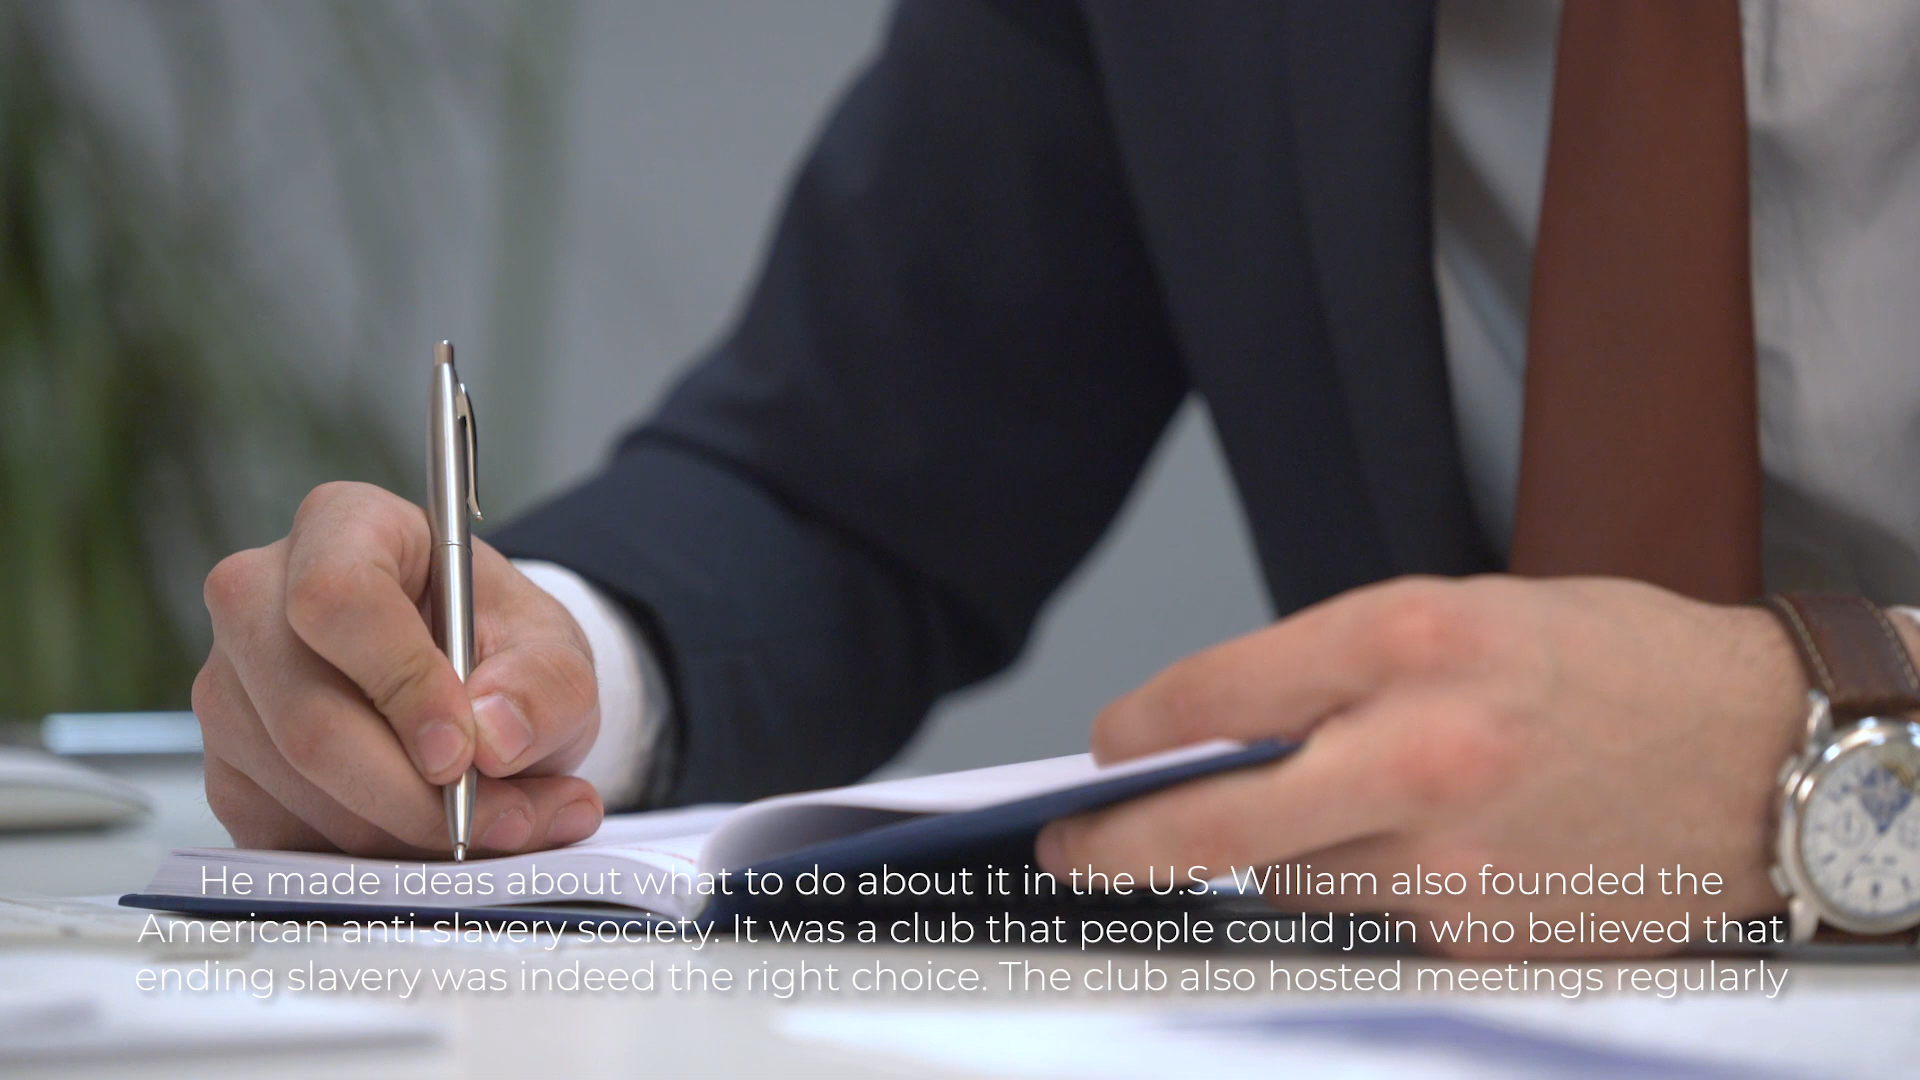 He made ideas about what to do about it in the U.S. William also founded the
American anti-slavery society. It was a club that people could join who believed that
ending slavery was indeed the right choice. The club also hosted meetings regularly